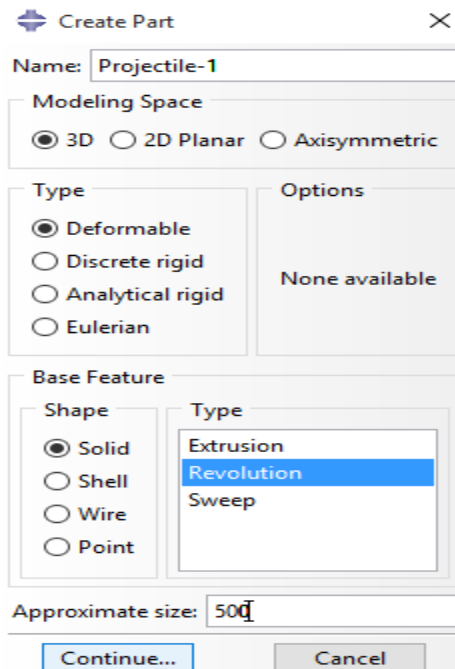 Create Part
Name: Projectile-1
Modeling Space
3D 2D Planar Axisymmetric
Type
Deformable
Discrete rigid
Analytical rigid
Eulerian
Options
None available
Base Feature
Shape
Solid
Shell
Wire
Point
Type
Extrusion
Revolution
Sweep
Approximate size: 500
Continue... Cancel